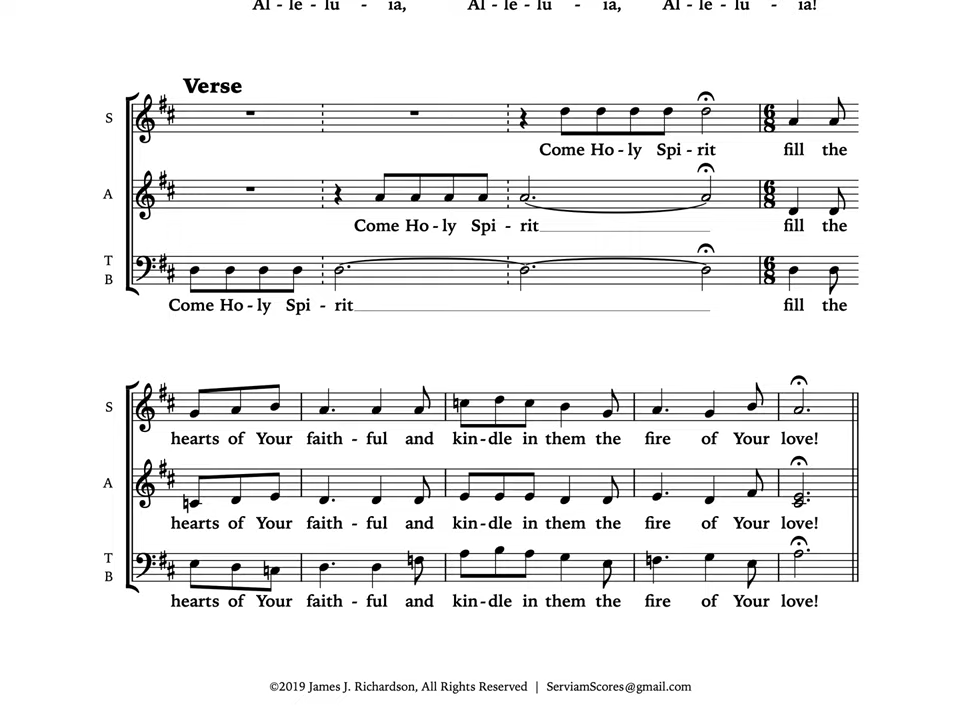 Al - le - lu - ia, Al - le - lu - ia, Al - le - lu - ia!
Verse
S
Come Ho - ly Spi - rit fill the
A
Come Ho - ly Spi - rit fill the
T
B
Come Ho - ly Spi - rit fill the
S
hearts of Your faith - ful and kin - dle in them the fire of Your love!
A
hearts of Your faith - ful and kin - dle in them the fire of Your love!
T
B
hearts of Your faith - ful and kin - dle in them the fire of Your love!
©2019 James J. Richardson, All Rights Reserved | ServiamScores@gmail.com